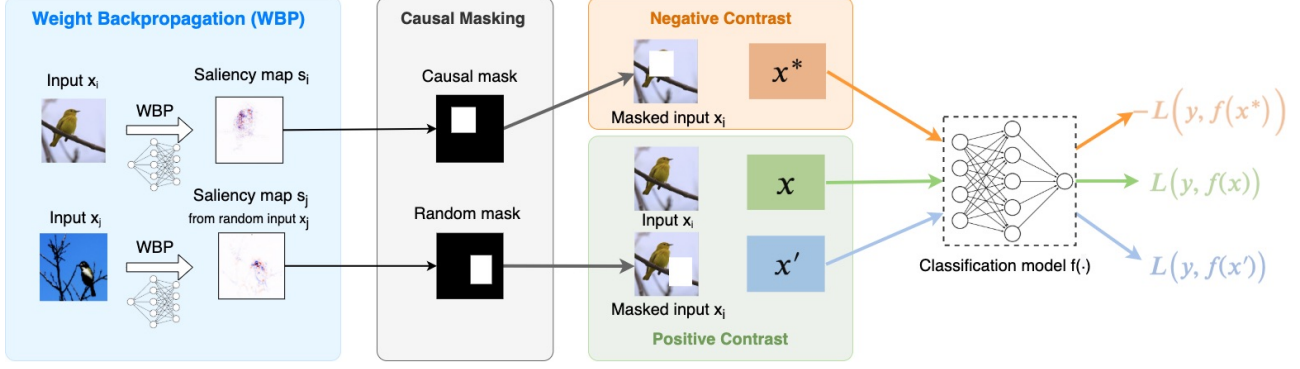 Weight Backpropagation (WBP)
Input xᵢ
WBP
Saliency map sᵢ
Input xⱼ
WBP
Saliency map sⱼ
from random input xⱼ
Causal Masking
Causal mask
Random mask
Negative Contrast
x*
Masked input xᵢ
x
Input xᵢ
x′
Masked input xᵢ
Positive Contrast
Classification model f(·)
−L(y, f(x*))
L(y, f(x))
L(y, f(x′))